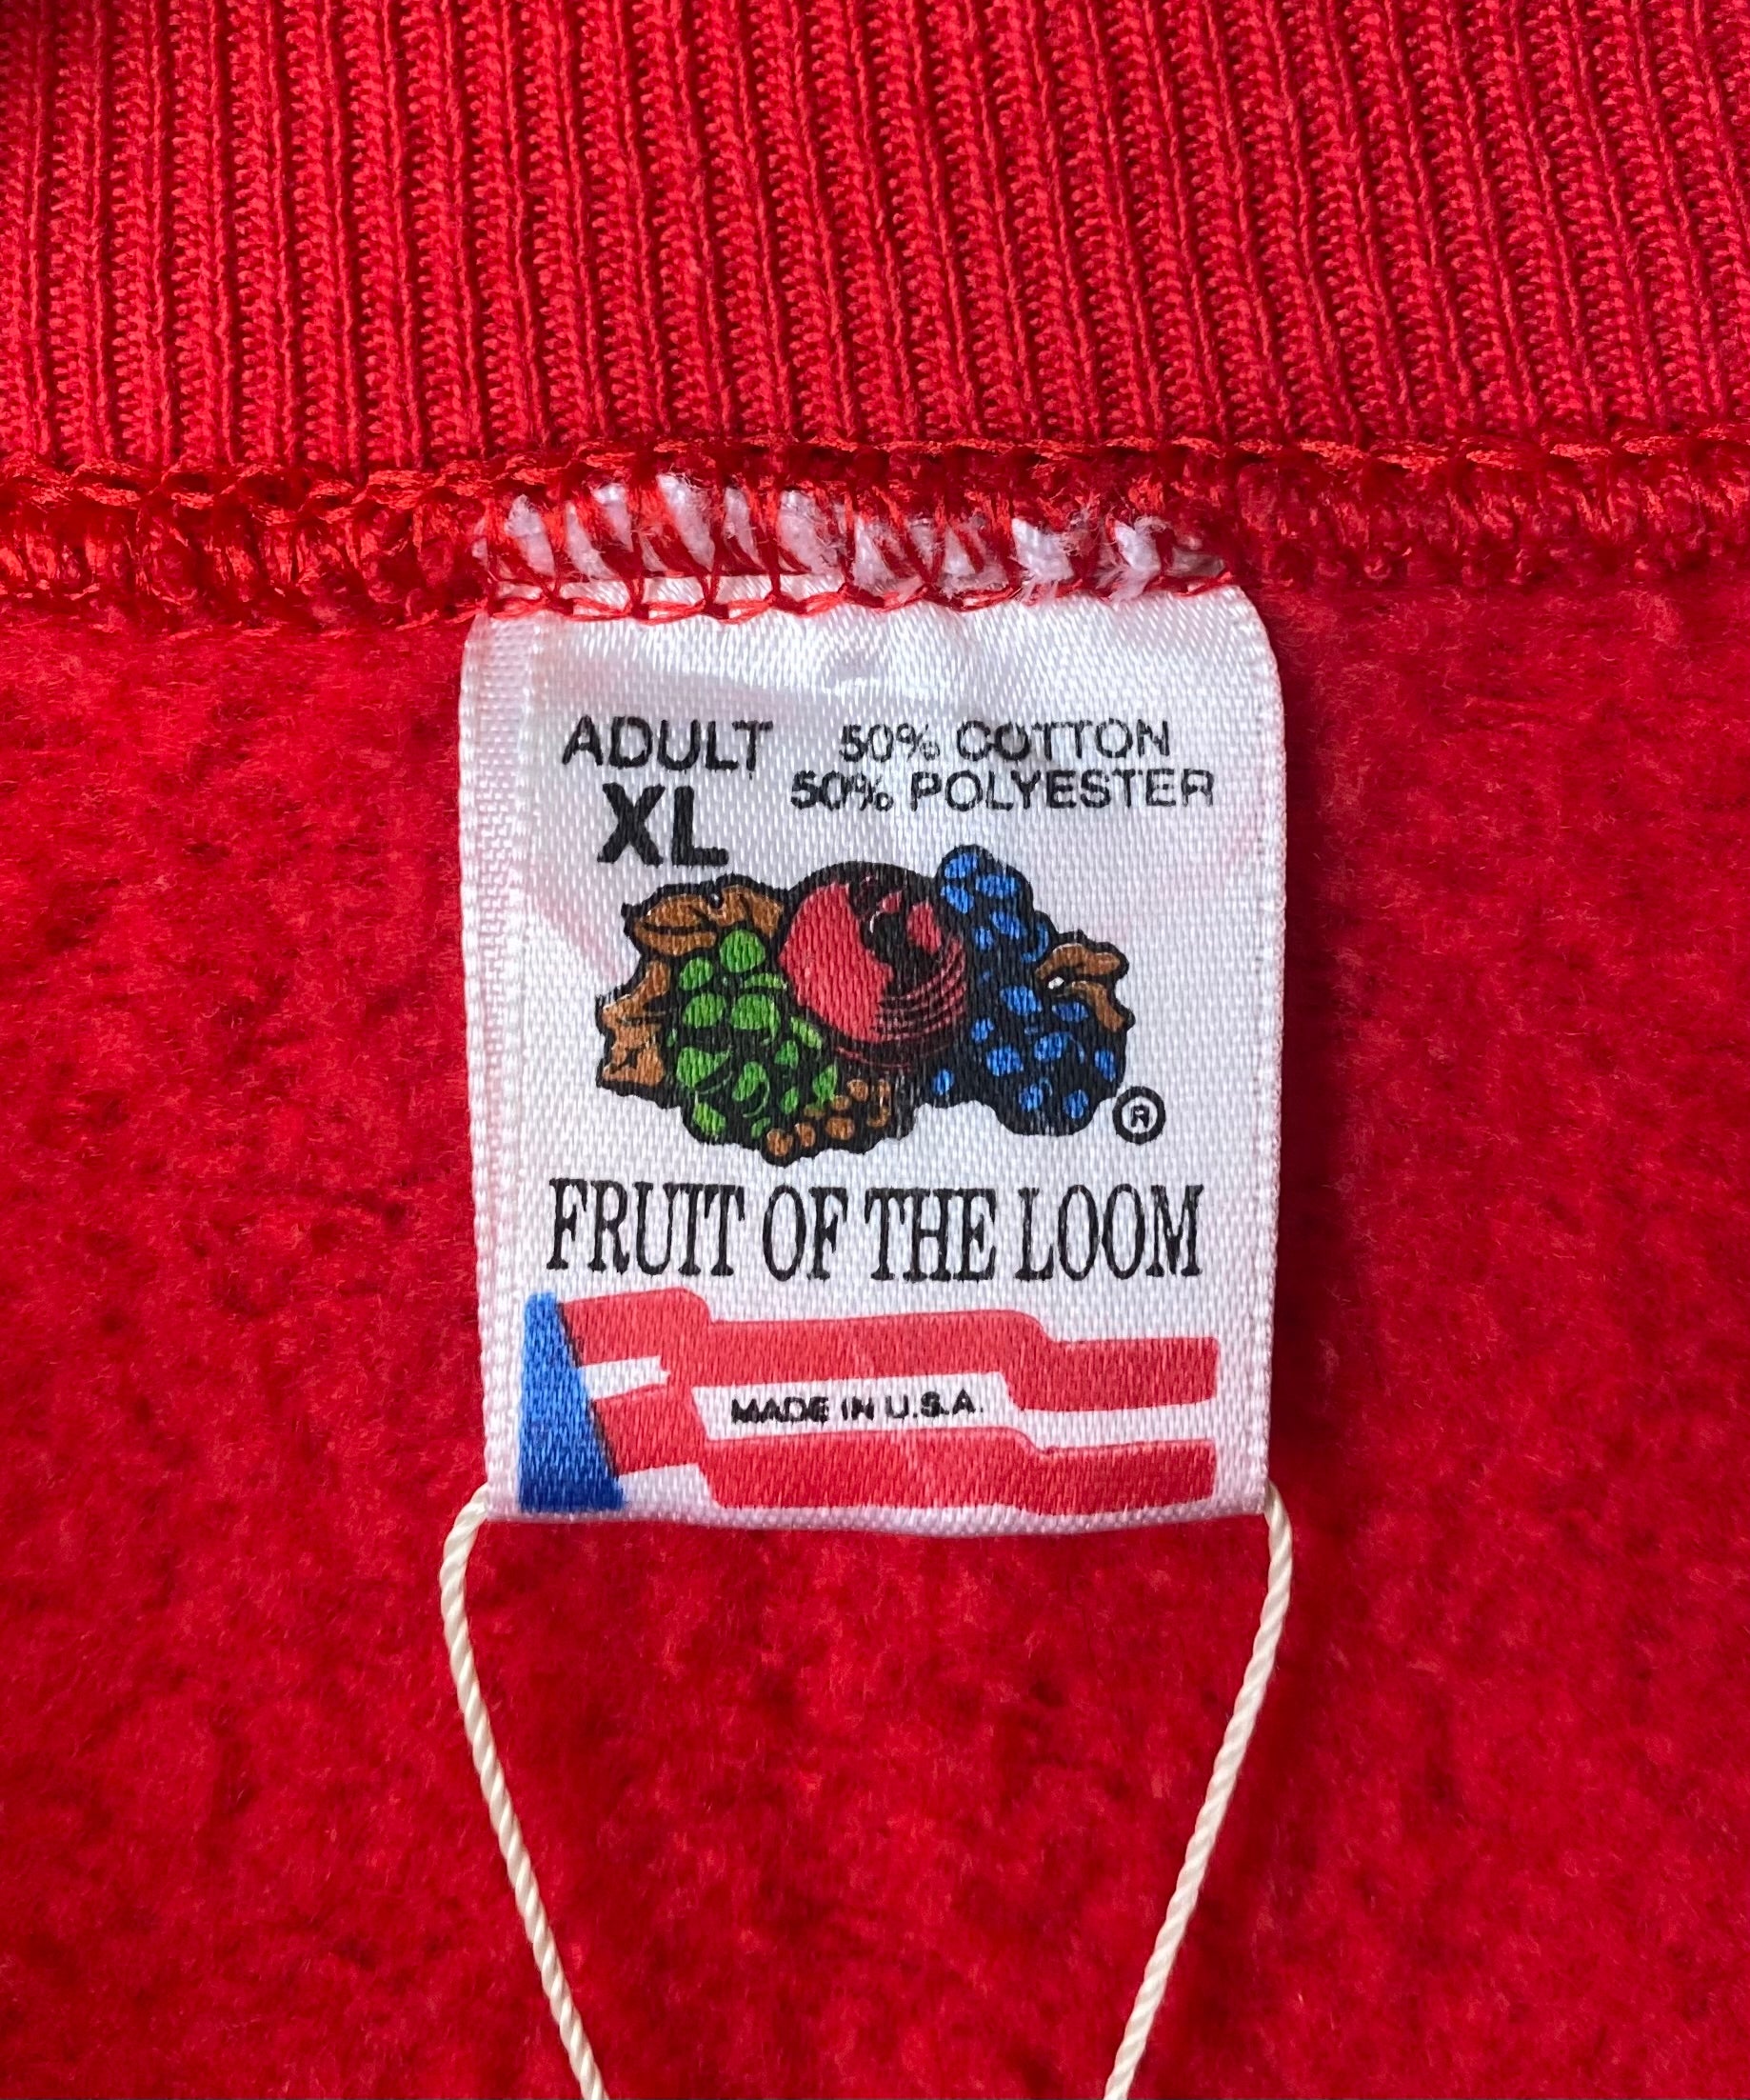 ADULT
XL
50% COTTON
50% POLYESTER
®
FRUIT OF THE LOOM
MADE IN U.S.A.